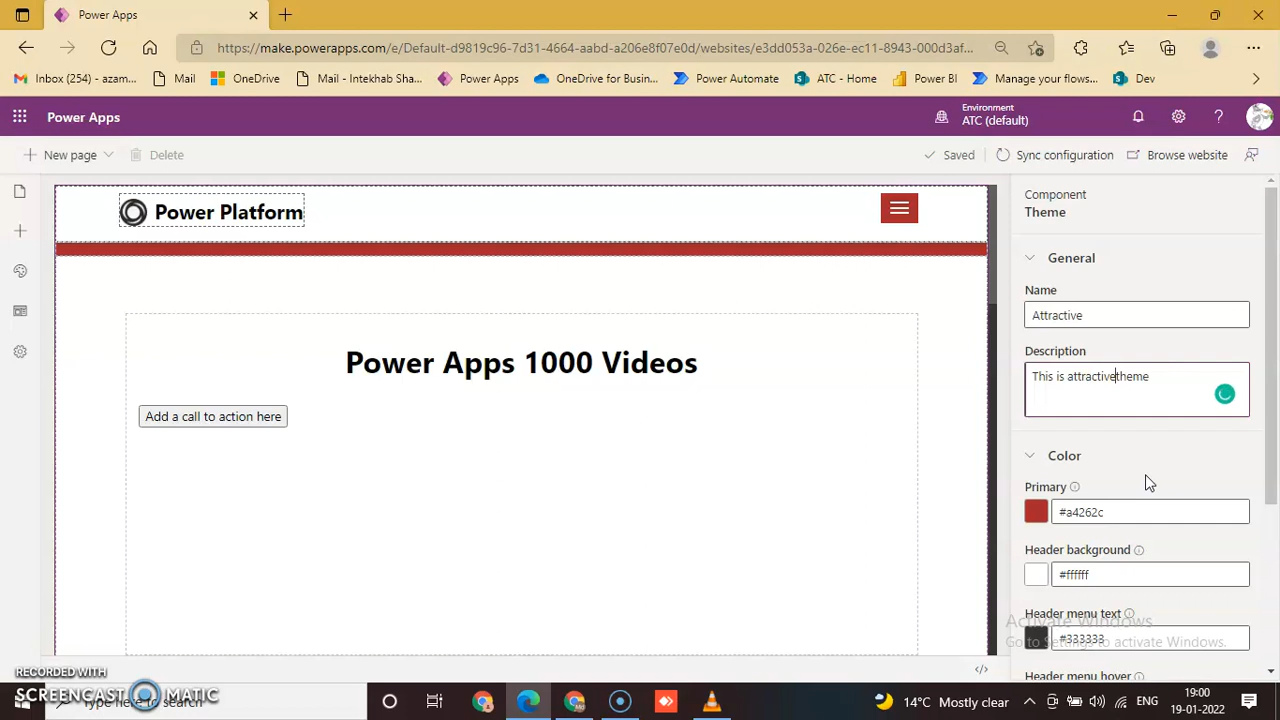 Power Apps
https://make.powerapps.com/e/Default-d9819c96-7d31-4664-aabd-a206e8f07e0d/websites/e3dd053a-026e-ec11-8943-000d3af...
Inbox (254) - azam...
Mail
OneDrive
Mail - Intekhab Sha...
Power Apps
OneDrive for Busin...
Power Automate
ATC - Home
Power BI
Manage your flows...
Dev
Power Apps
Environment
ATC (default)
New page
Delete
Saved
Sync configuration
Browse website
Power Platform
Power Apps 1000 Videos
Add a call to action here
Component
Theme
General
Name
Attractive
Description
This is attractivetheme
Color
Primary
#a4262c
Header background
#ffffff
Header menu text
#333333
Header menu hover
Activate Windows
Go to Settings to activate Windows.
RECORDED WITH
SCREENCAST MATIC
Type here to search
14°C Mostly clear
ENG
19:00
19-01-2022